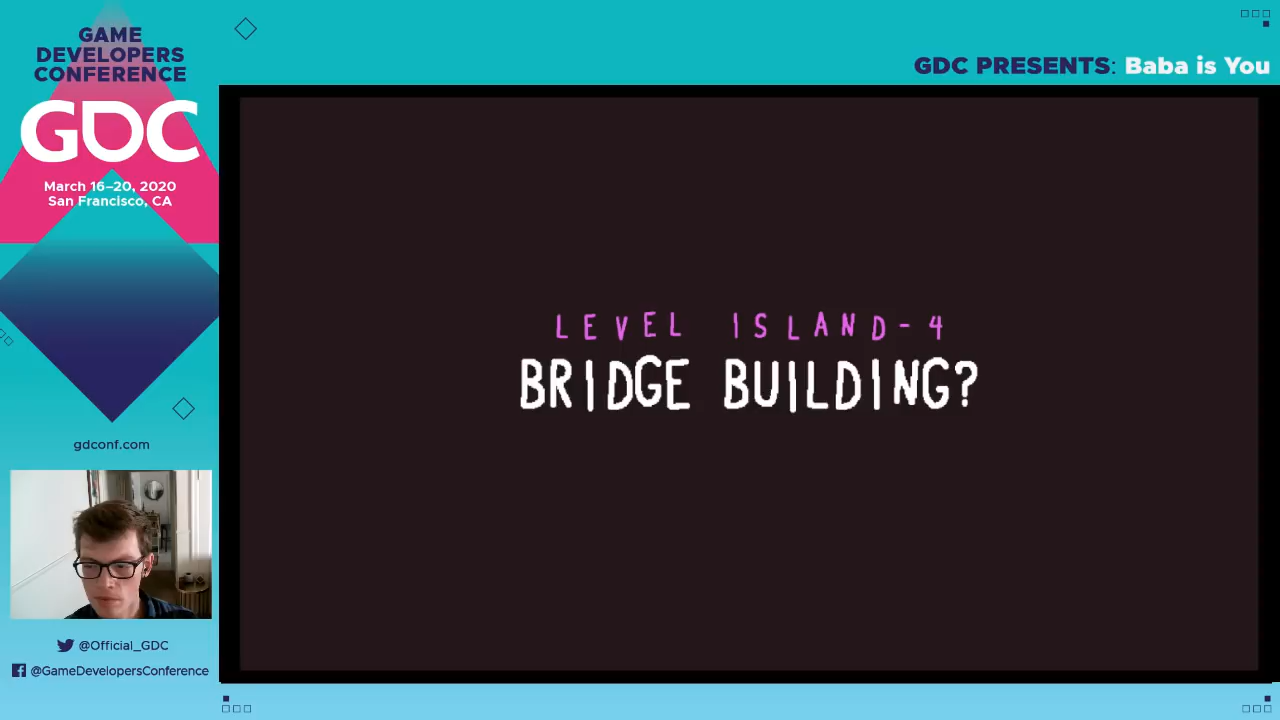 GAME
DEVELOPERS
CONFERENCE
GDC
March 16–20, 2020
San Francisco, CA
gdconf.com
@Official_GDC
@GameDevelopersConference
GDC PRESENTS: Baba is You
LEVEL ISLAND-4
BRIDGE BUILDING?